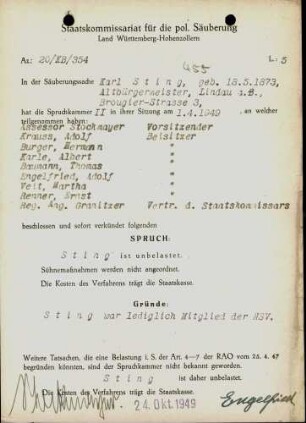 Staatskommissariat für die pol. Säuberung
Land Württemberg-Hohenzollern
Az: 20/KB/354
L. 5
In der Säuberungssache Karl Sting, geb. 18.5.1873,
Altbürgermeister, Lindau i.B.,
Brougier-Strasse 3,
hat die Spruchkammer II in ihrer Sitzung am 1.4.1949, an welcher
teilgenommen haben:
Assessor Stockmayer Vorsitzender
Krauss, Adolf Beisitzer
Burger, Hermann "
Karle, Albert "
Baumann, Thomas "
Engelfried, Adolf "
Veit, Martha "
Renner, Ernst "
Reg. Ang. Granitzer Vertr. d. Staatskommissars
beschlossen und sofort verkündet folgenden
SPRUCH:
Sting ist unbelastet.
Sühnemaßnahmen werden nicht angeordnet.
Die Kosten des Verfahrens trägt die Staatskasse.
Gründe:
Sting war lediglich Mitglied der NSV.
Weitere Tatsachen, die eine Belastung i. S. der Art. 4–7 der RAO vom 25. 4. 47
begründen könnten, sind der Spruchkammer nicht bekannt geworden.
Sting ist daher unbelastet.
Die Kosten des Verfahrens trägt die Staatskasse.
24. Okt. 1949
Engelfried